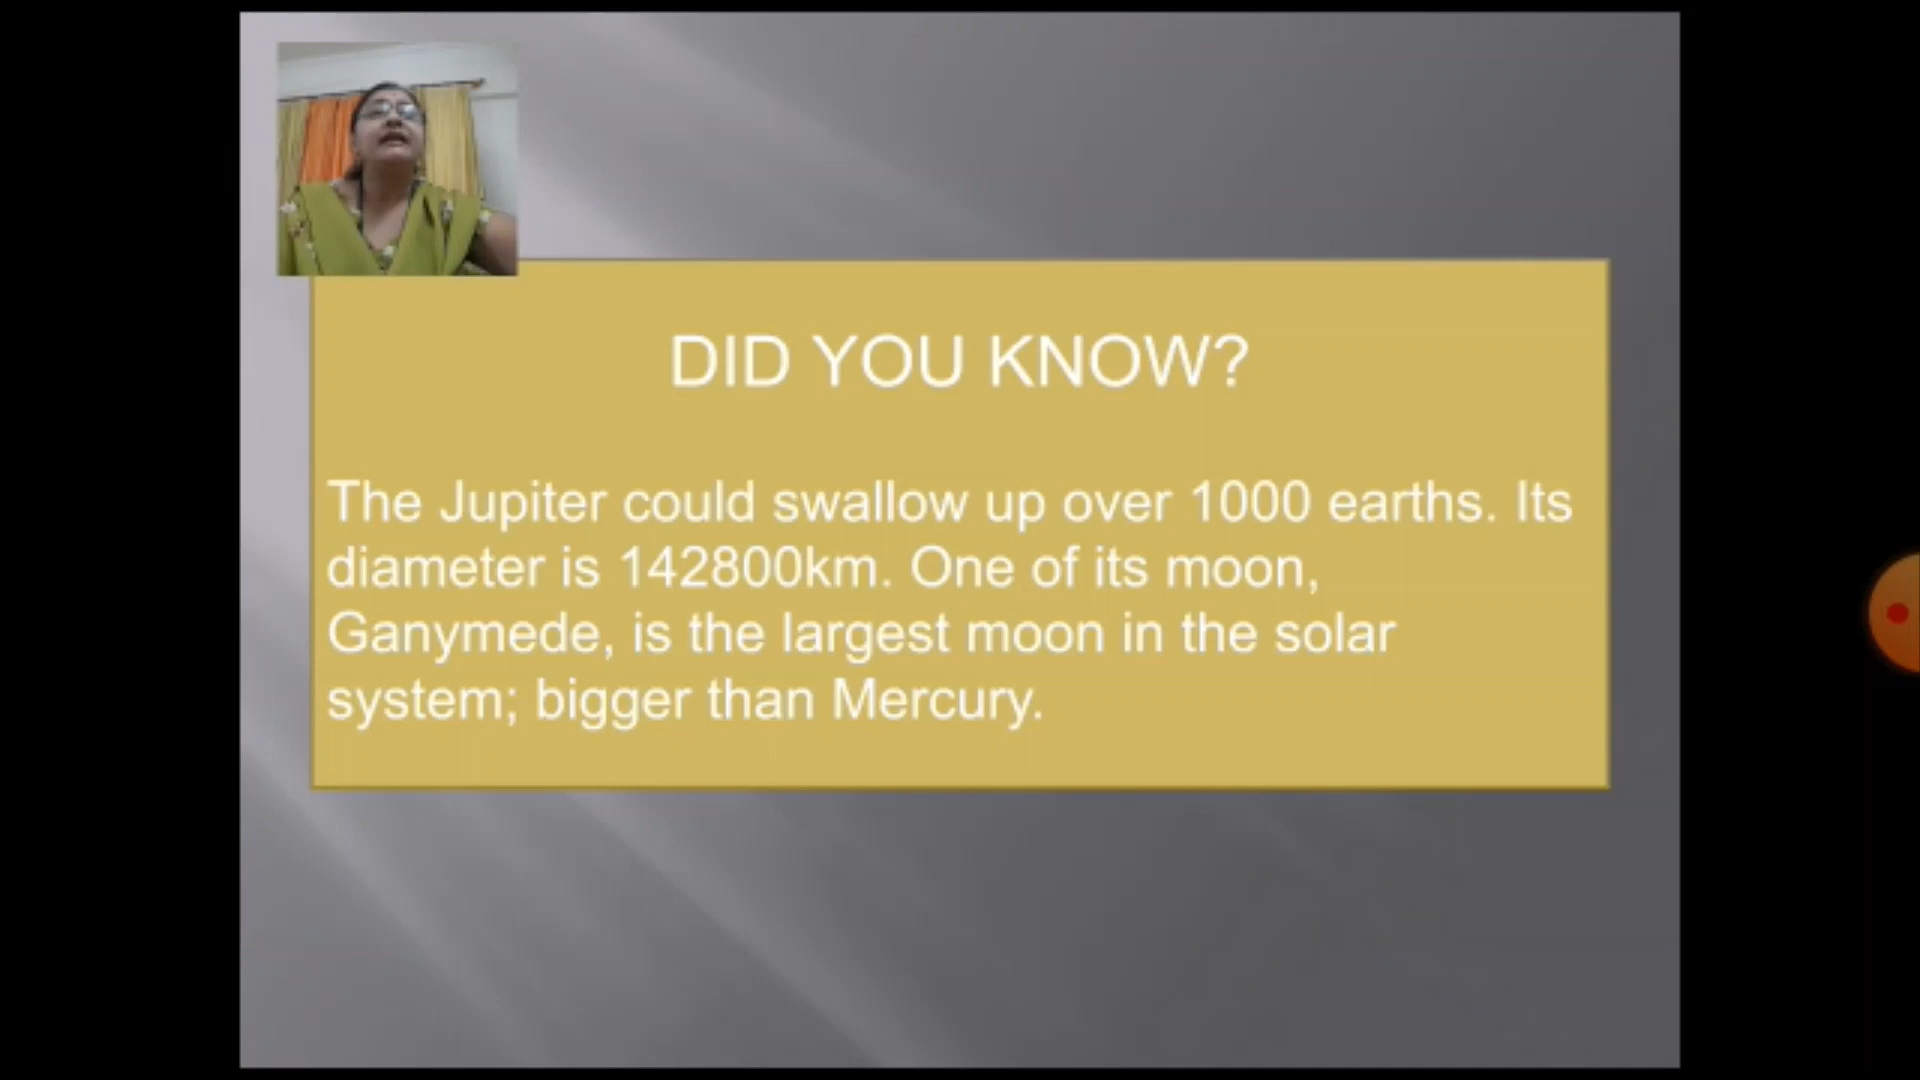 DID YOU KNOW?
The Jupiter could swallow up over 1000 earths. Its
diameter is 142800km. One of its moon,
Ganymede, is the largest moon in the solar
system; bigger than Mercury.